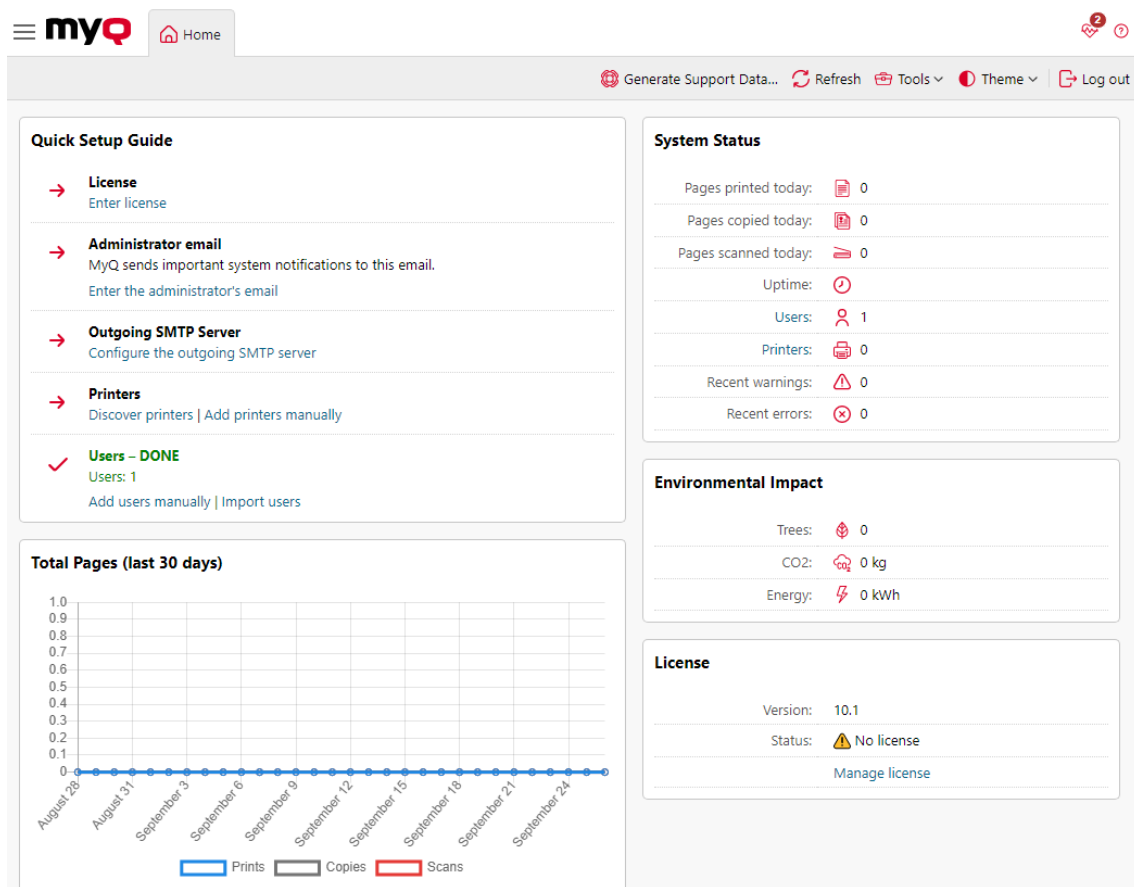 myQ
Home
2
?
Generate Support Data...
Refresh
Tools
Theme
Log out
Quick Setup Guide
License
Enter license
Administrator email
MyQ sends important system notifications to this email.
Enter the administrator's email
Outgoing SMTP Server
Configure the outgoing SMTP server
Printers
Discover printers | Add printers manually
Users – DONE
Users: 1
Add users manually | Import users
Total Pages (last 30 days)
1.0
0.9
0.8
0.7
0.6
0.5
0.4
0.3
0.2
0.1
0
August 28
August 31
September 3
September 6
September 9
September 12
September 15
September 18
September 21
September 24
Prints
Copies
Scans
System Status
Pages printed today: 0
Pages copied today: 0
Pages scanned today: 0
Uptime:
Users: 1
Printers: 0
Recent warnings: 0
Recent errors: 0
Environmental Impact
Trees: 0
CO2: CO2 0 kg
Energy: 0 kWh
License
Version: 10.1
Status: No license
Manage license